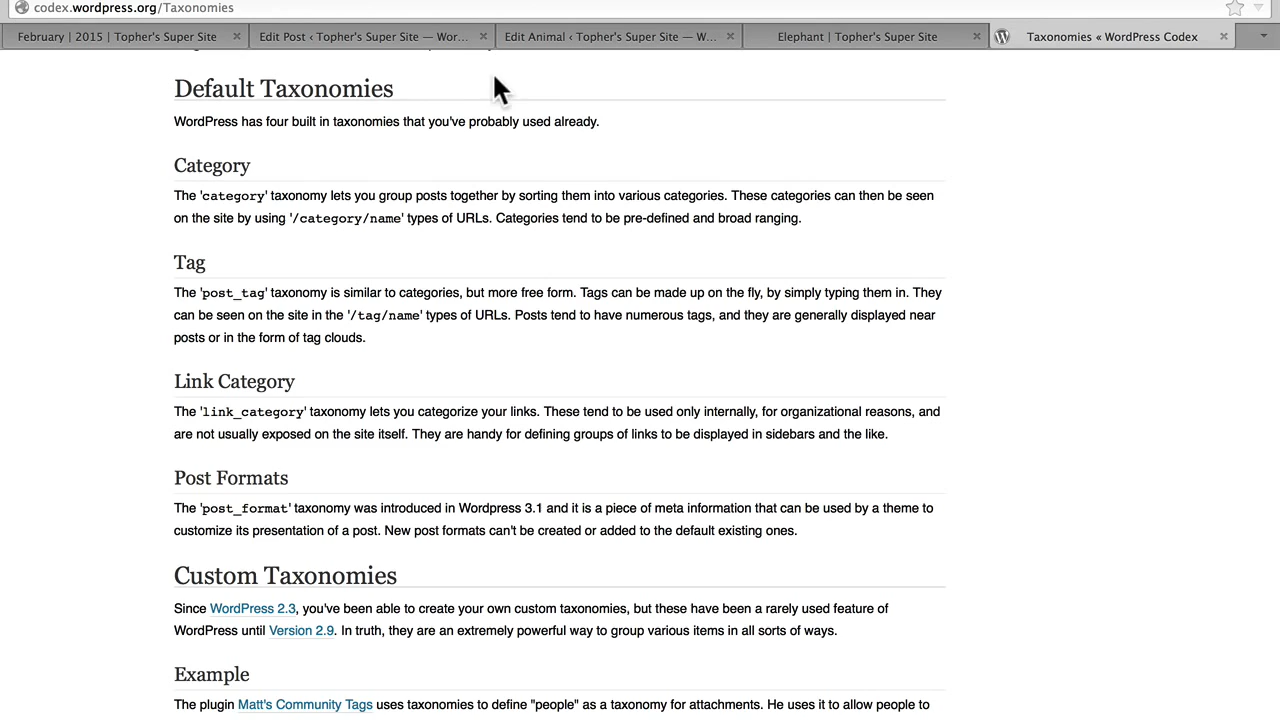 codex.wordpress.org/Taxonomies
February | 2015 | Topher's Super Site
Edit Post ‹ Topher's Super Site — Wor...
Edit Animal ‹ Topher's Super Site — W...
Elephant | Topher's Super Site
Taxonomies « WordPress Codex
Default Taxonomies
WordPress has four built in taxonomies that you've probably used already.
Category
The 'category' taxonomy lets you group posts together by sorting them into various categories. These categories can then be seen
on the site by using '/category/name' types of URLs. Categories tend to be pre-defined and broad ranging.
Tag
The 'post_tag' taxonomy is similar to categories, but more free form. Tags can be made up on the fly, by simply typing them in. They
can be seen on the site in the '/tag/name' types of URLs. Posts tend to have numerous tags, and they are generally displayed near
posts or in the form of tag clouds.
Link Category
The 'link_category' taxonomy lets you categorize your links. These tend to be used only internally, for organizational reasons, and
are not usually exposed on the site itself. They are handy for defining groups of links to be displayed in sidebars and the like.
Post Formats
The 'post_format' taxonomy was introduced in Wordpress 3.1 and it is a piece of meta information that can be used by a theme to
customize its presentation of a post. New post formats can't be created or added to the default existing ones.
Custom Taxonomies
Since WordPress 2.3, you've been able to create your own custom taxonomies, but these have been a rarely used feature of
WordPress until Version 2.9. In truth, they are an extremely powerful way to group various items in all sorts of ways.
Example
The plugin Matt's Community Tags uses taxonomies to define "people" as a taxonomy for attachments. He uses it to allow people to